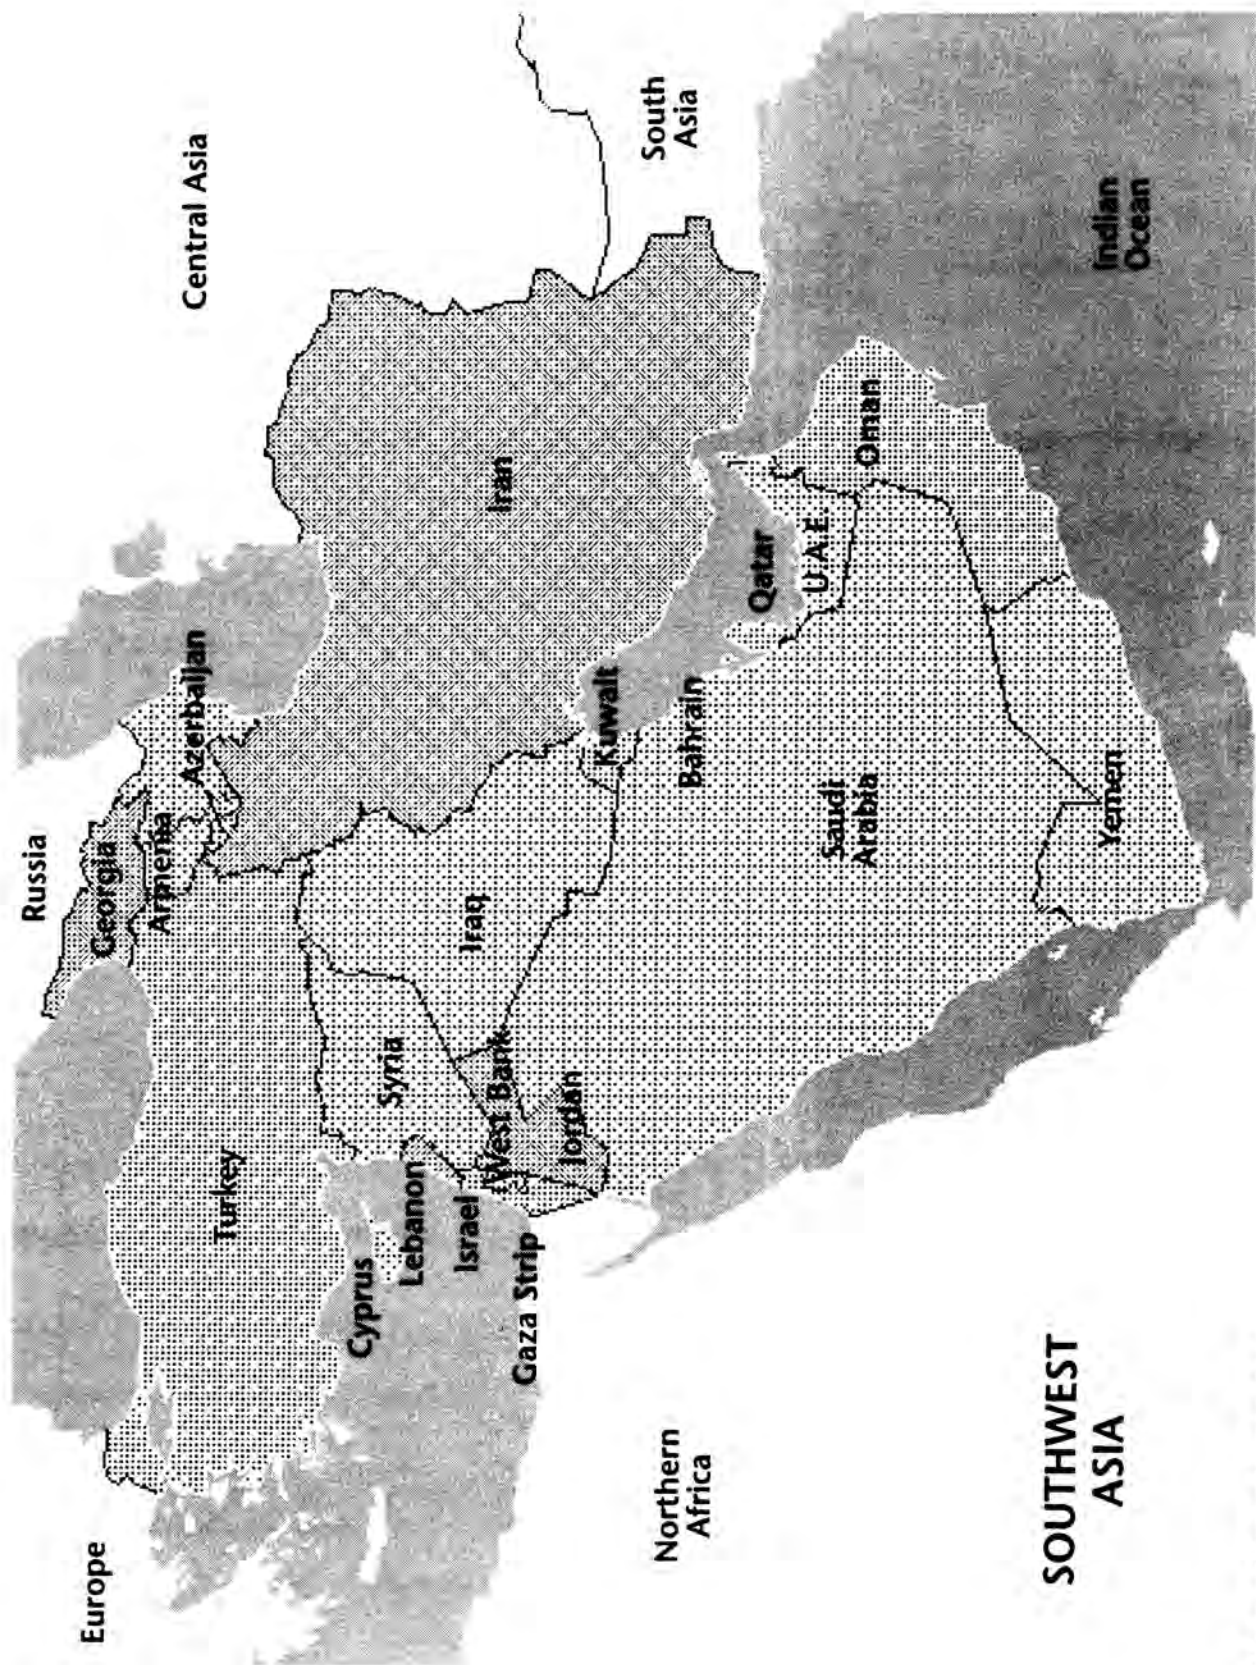 Russia
Europe
Central Asia
Georgia
Armenia
Azerbaijan
Turkey
Cyprus
Syria
Lebanon
Israel
West Bank
Iraq
Iran
Gaza Strip
Jordan
Kuwait
South
Asia
Northern
Africa
Bahrain
Qatar
U.A.E.
Saudi
Arabia
Oman
Yemen
Indian
Ocean
SOUTHWEST
ASIA